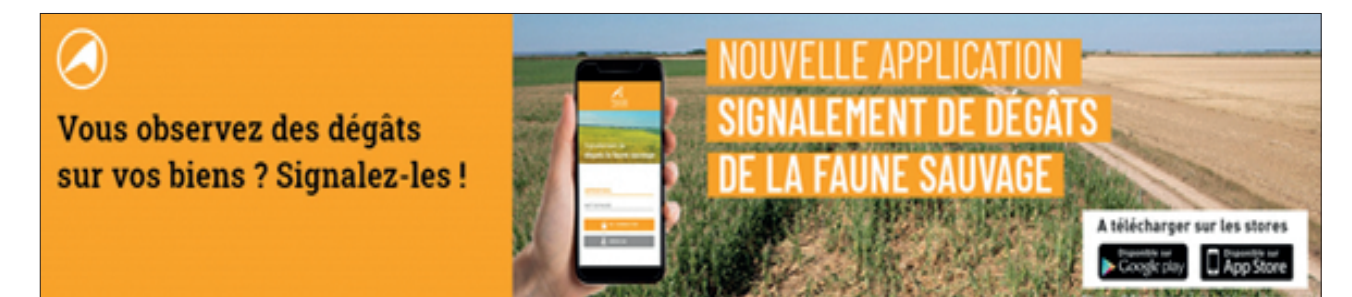 Vous observez des dégâts
sur vos biens ? Signalez-les !
NOUVELLE APPLICATION
SIGNALEMENT DE DÉGÂTS
DE LA FAUNE SAUVAGE
A télécharger sur les stores
Disponible sur
Google play
Disponible sur
App Store